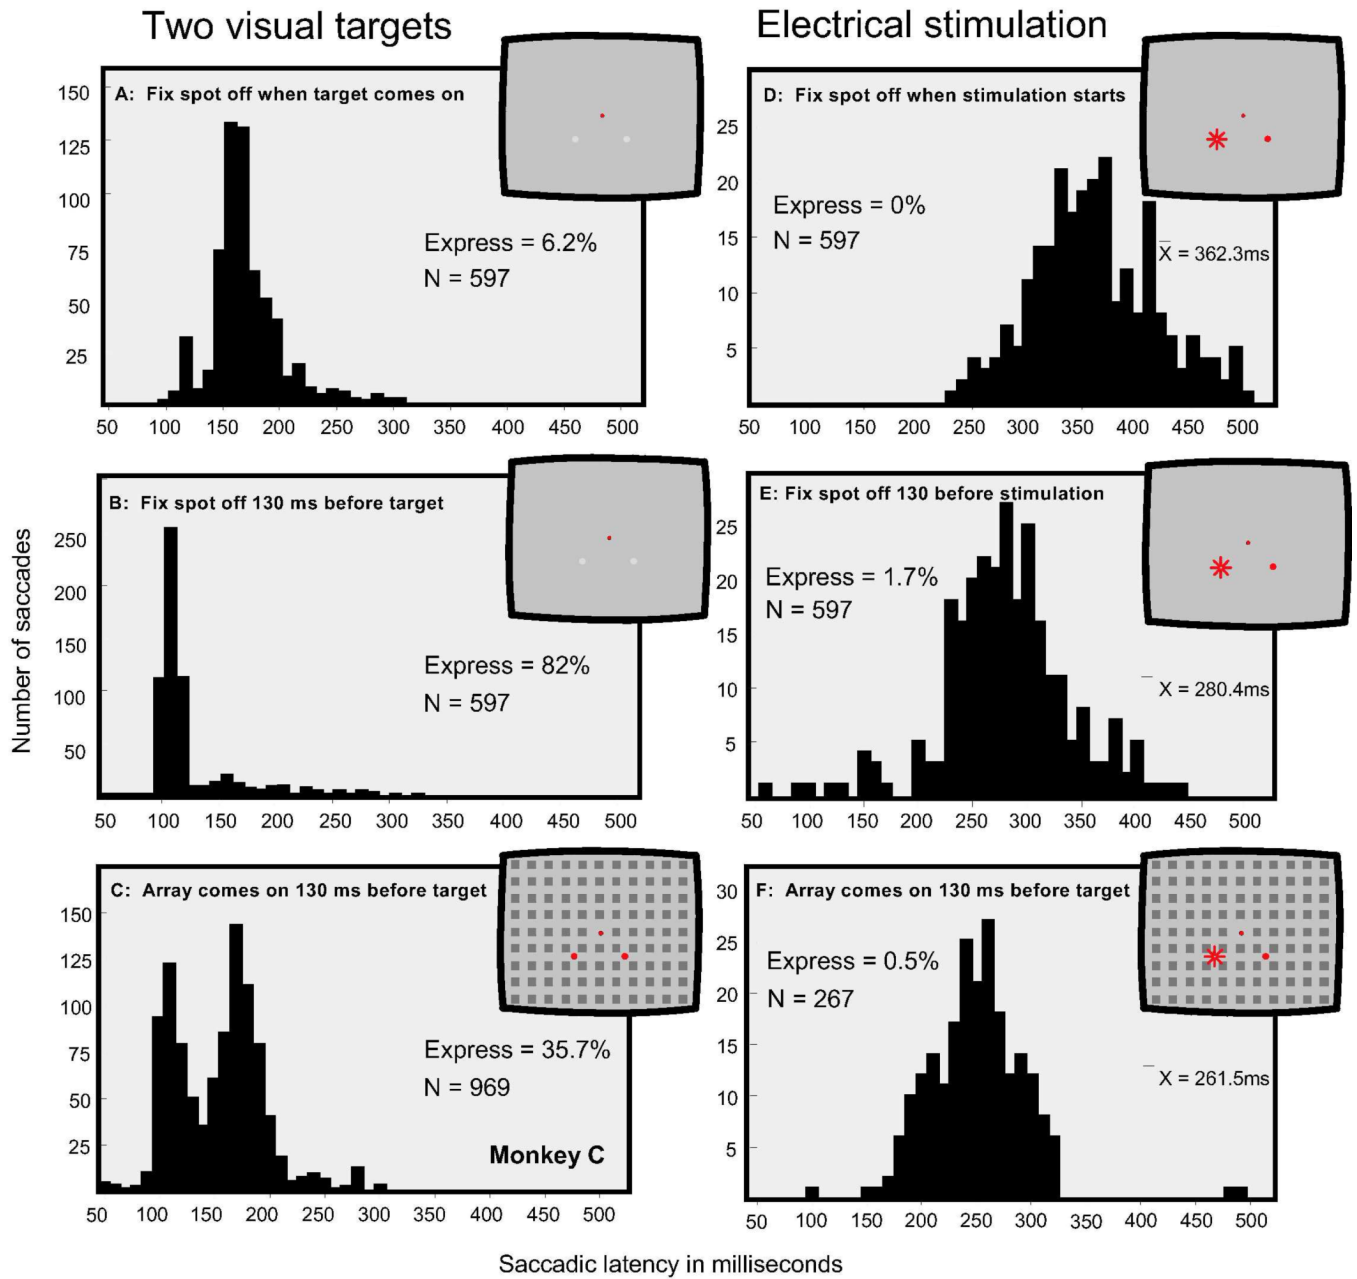 Two visual targets
Electrical stimulation
A: Fix spot off when target comes on
150
125
100
75
50
25
Express = 6.2%
N = 597
50 100 150 200 250 300 350 400 450 500
D: Fix spot off when stimulation starts
25
20
15
10
5
Express = 0%
N = 597
X = 362.3ms
50 100 150 200 250 300 350 400 450 500
Number of saccades
B: Fix spot off 130 ms before target
250
200
150
100
50
Express = 82%
N = 597
50 100 150 200 250 300 350 400 450 500
E: Fix spot off 130 before stimulation
25
20
15
10
5
Express = 1.7%
N = 597
X = 280.4ms
50 100 150 200 250 300 350 400 450 500
C: Array comes on 130 ms before target
150
125
100
75
50
25
Express = 35.7%
N = 969
Monkey C
50 100 150 200 250 300 350 400 450 500
F: Array comes on 130 ms before target
30
25
20
15
10
5
Express = 0.5%
N = 267
X = 261.5ms
50 100 150 200 250 300 350 400 450 500
Saccadic latency in milliseconds